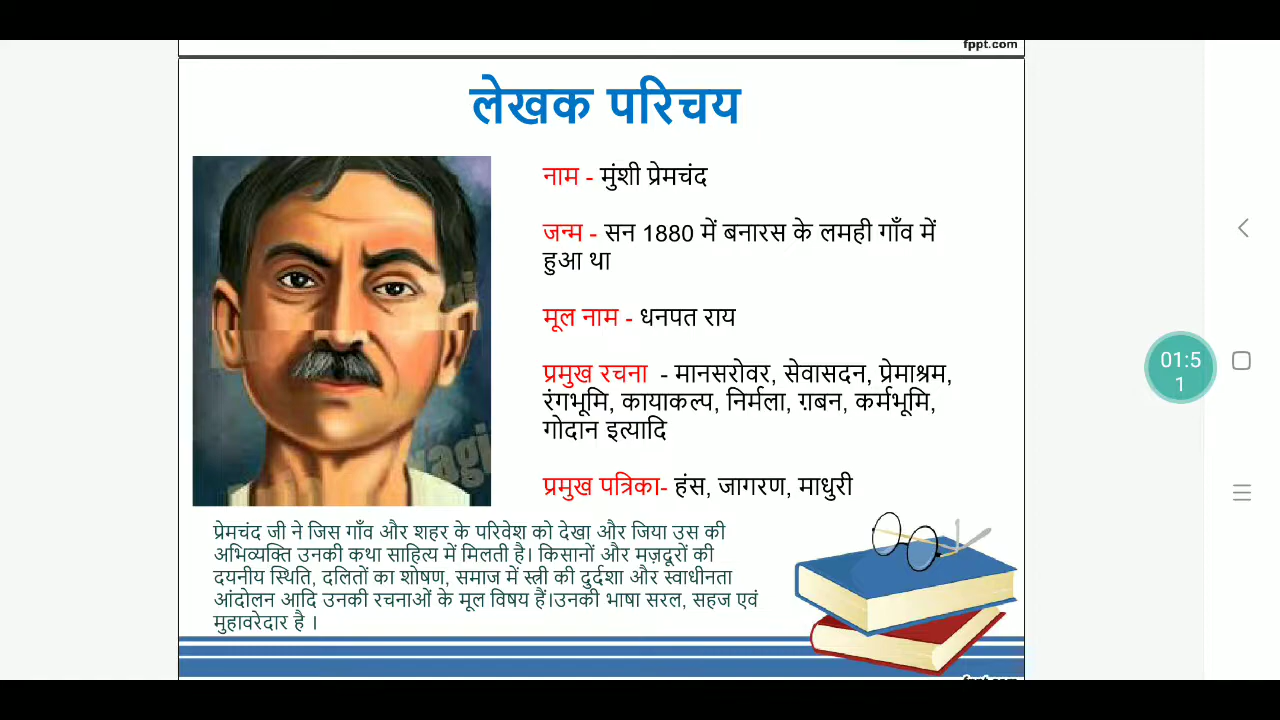 fppt.com
लेखक परिचय
नाम - मुंशी प्रेमचंद
जन्म - सन 1880 में बनारस के लमही गाँव में
हुआ था
मूल नाम - धनपत राय
प्रमुख रचना - मानसरोवर, सेवासदन, प्रेमाश्रम,
रंगभूमि, कायाकल्प, निर्मला, ग़बन, कर्मभूमि,
गोदान इत्यादि
प्रमुख पत्रिका- हंस, जागरण, माधुरी
प्रेमचंद जी ने जिस गाँव और शहर के परिवेश को देखा और जिया उस की
अभिव्यक्ति उनकी कथा साहित्य में मिलती है। किसानों और मज़दूरों की
दयनीय स्थिति, दलितों का शोषण, समाज में स्त्री की दुर्दशा और स्वाधीनता
आंदोलन आदि उनकी रचनाओं के मूल विषय हैं।उनकी भाषा सरल, सहज एवं
मुहावरेदार है ।
01:5
1